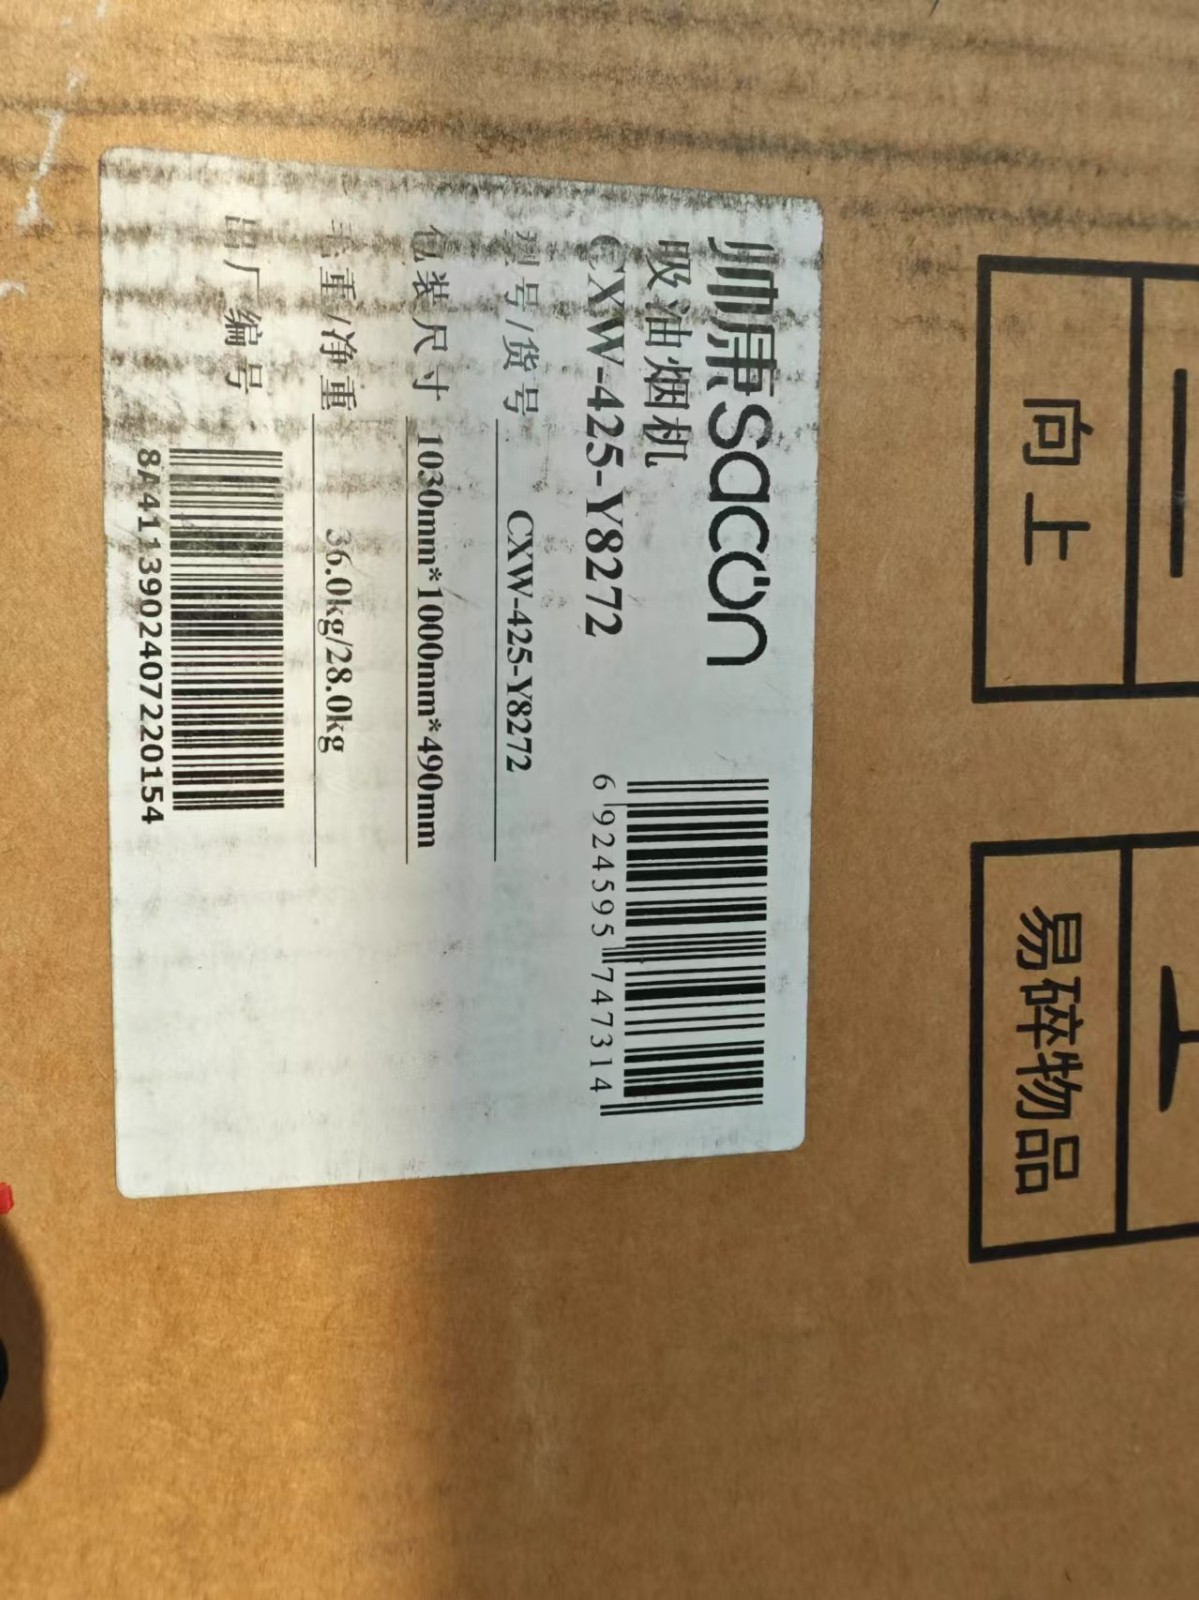 帅康sacon
吸油烟机
CXW-425-Y8272
6 924595 747314
型号/货号 CXW-425-Y8272
包装尺寸 1030mm*1000mm*490mm
毛重/净重 36.0kg/28.0kg
出厂编号
8A4113902407220154
向上
易碎物品